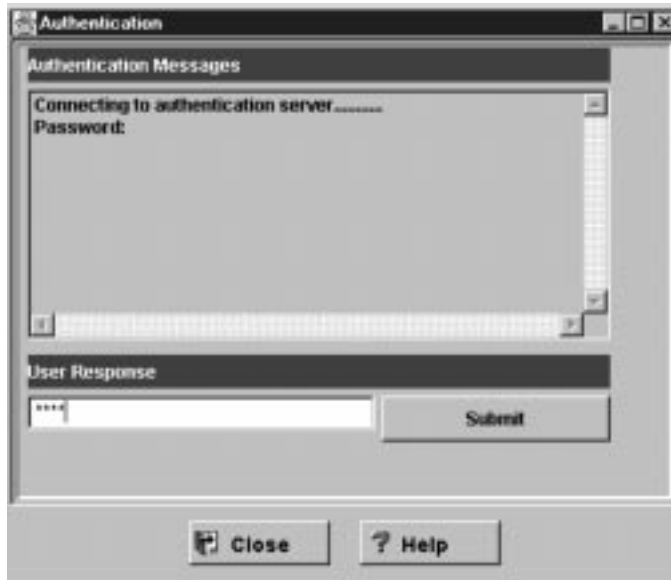 Authentication
Authentication Messages
Connecting to authentication server.........
Password:
User Response
****
Submit
Close
? Help